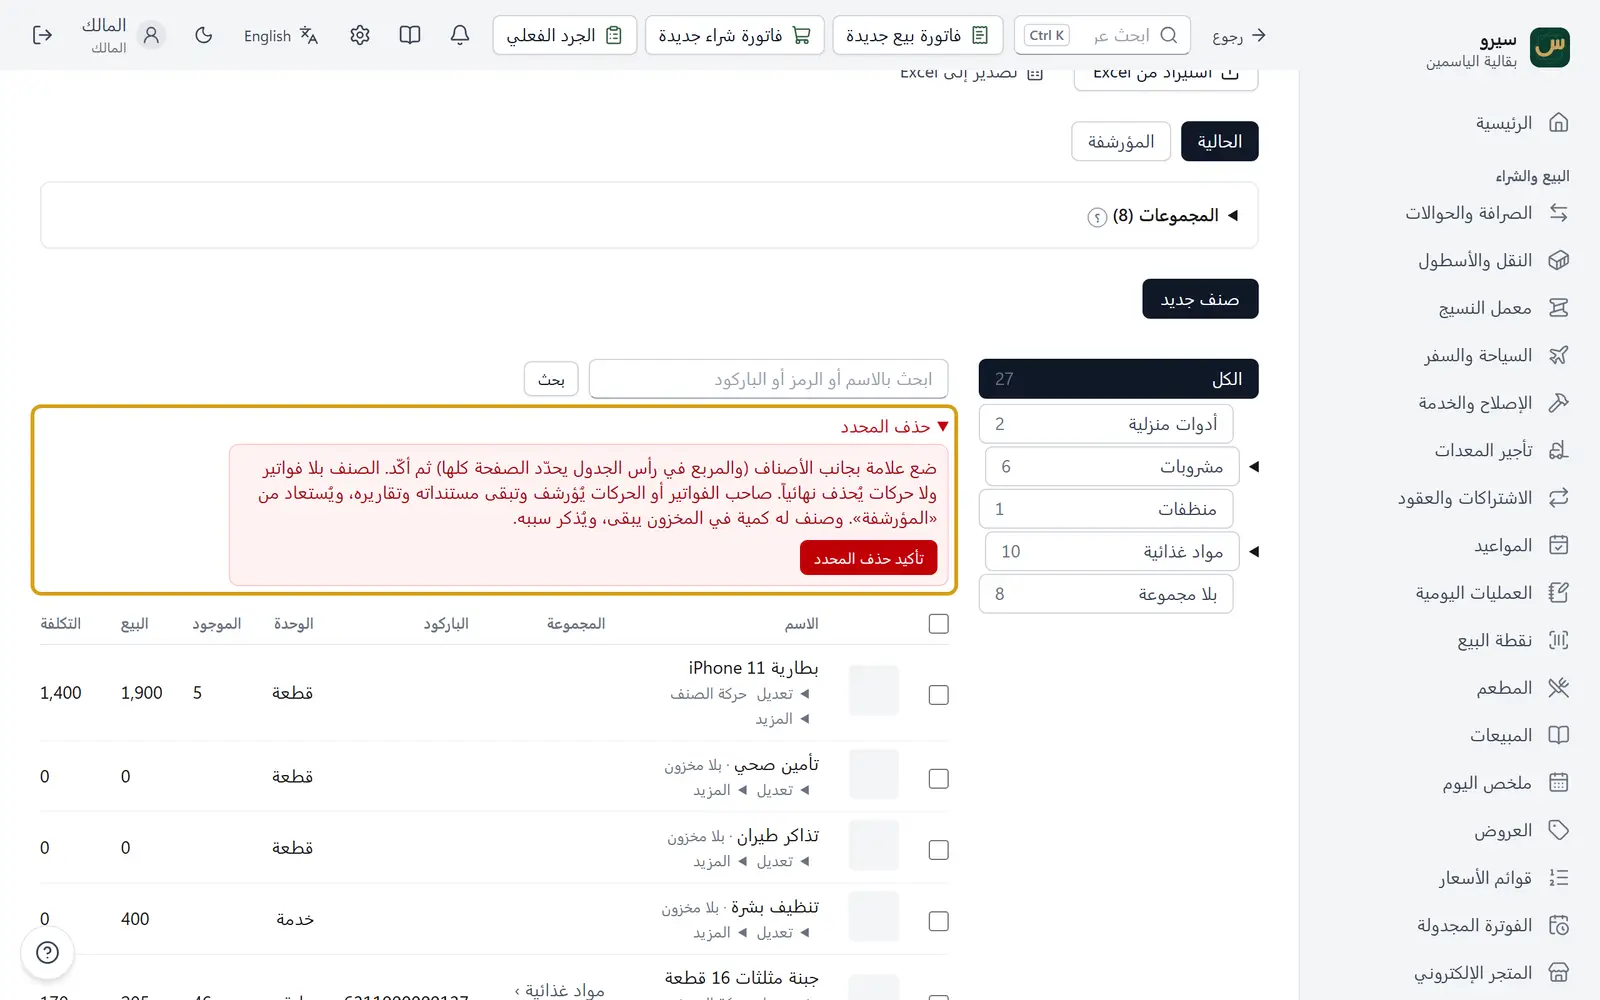 سيرو
بقالية الياسمين
رجوع
ابحث عن
Ctrl K
فاتورة بيع جديدة
فاتورة شراء جديدة
الجرد الفعلي
English
المالك
المالك
الرئيسية
البيع والشراء
الصرافة والحوالات
النقل والأسطول
معمل النسيج
السياحة والسفر
الإصلاح والخدمة
تأجير المعدات
الاشتراكات والعقود
المواعيد
العمليات اليومية
نقطة البيع
المطعم
المبيعات
ملخص اليوم
العروض
قوائم الأسعار
الفوترة المجدولة
المتجر الإلكتروني
استيراد من Excel
تصدير إلى Excel
الحالية
المؤرشفة
المجموعات (8) ؟
صنف جديد
الكل 27
أدوات منزلية 2
مشروبات 6
منظفات 1
مواد غذائية 10
بلا مجموعة 8
ابحث بالاسم أو الرمز أو الباركود
بحث
حذف المحدد
ضع علامة بجانب الأصناف (والمربع في رأس الجدول يحدّد الصفحة كلها) ثم أكّد. الصنف بلا فواتير
ولا حركات يُحذف نهائياً. صاحب الفواتير أو الحركات يُؤرشف وتبقى مستنداته وتقاريره، ويُستعاد من
«المؤرشفة». وصنف له كمية في المخزون يبقى، ويُذكر سببه.
تأكيد حذف المحدد
الاسم المجموعة الباركود الوحدة الموجود البيع التكلفة
بطارية iPhone 11
تعديل حركة الصنف
المزيد
قطعة 5 1,900 1,400
تأمين صحي · بلا مخزون
تعديل المزيد
قطعة 0 0
تذاكر طيران · بلا مخزون
تعديل المزيد
قطعة 0 0
تنظيف بشرة · بلا مخزون
تعديل المزيد
خدمة 400 0
جبنة مثلثات 16 قطعة
مواد غذائية ›